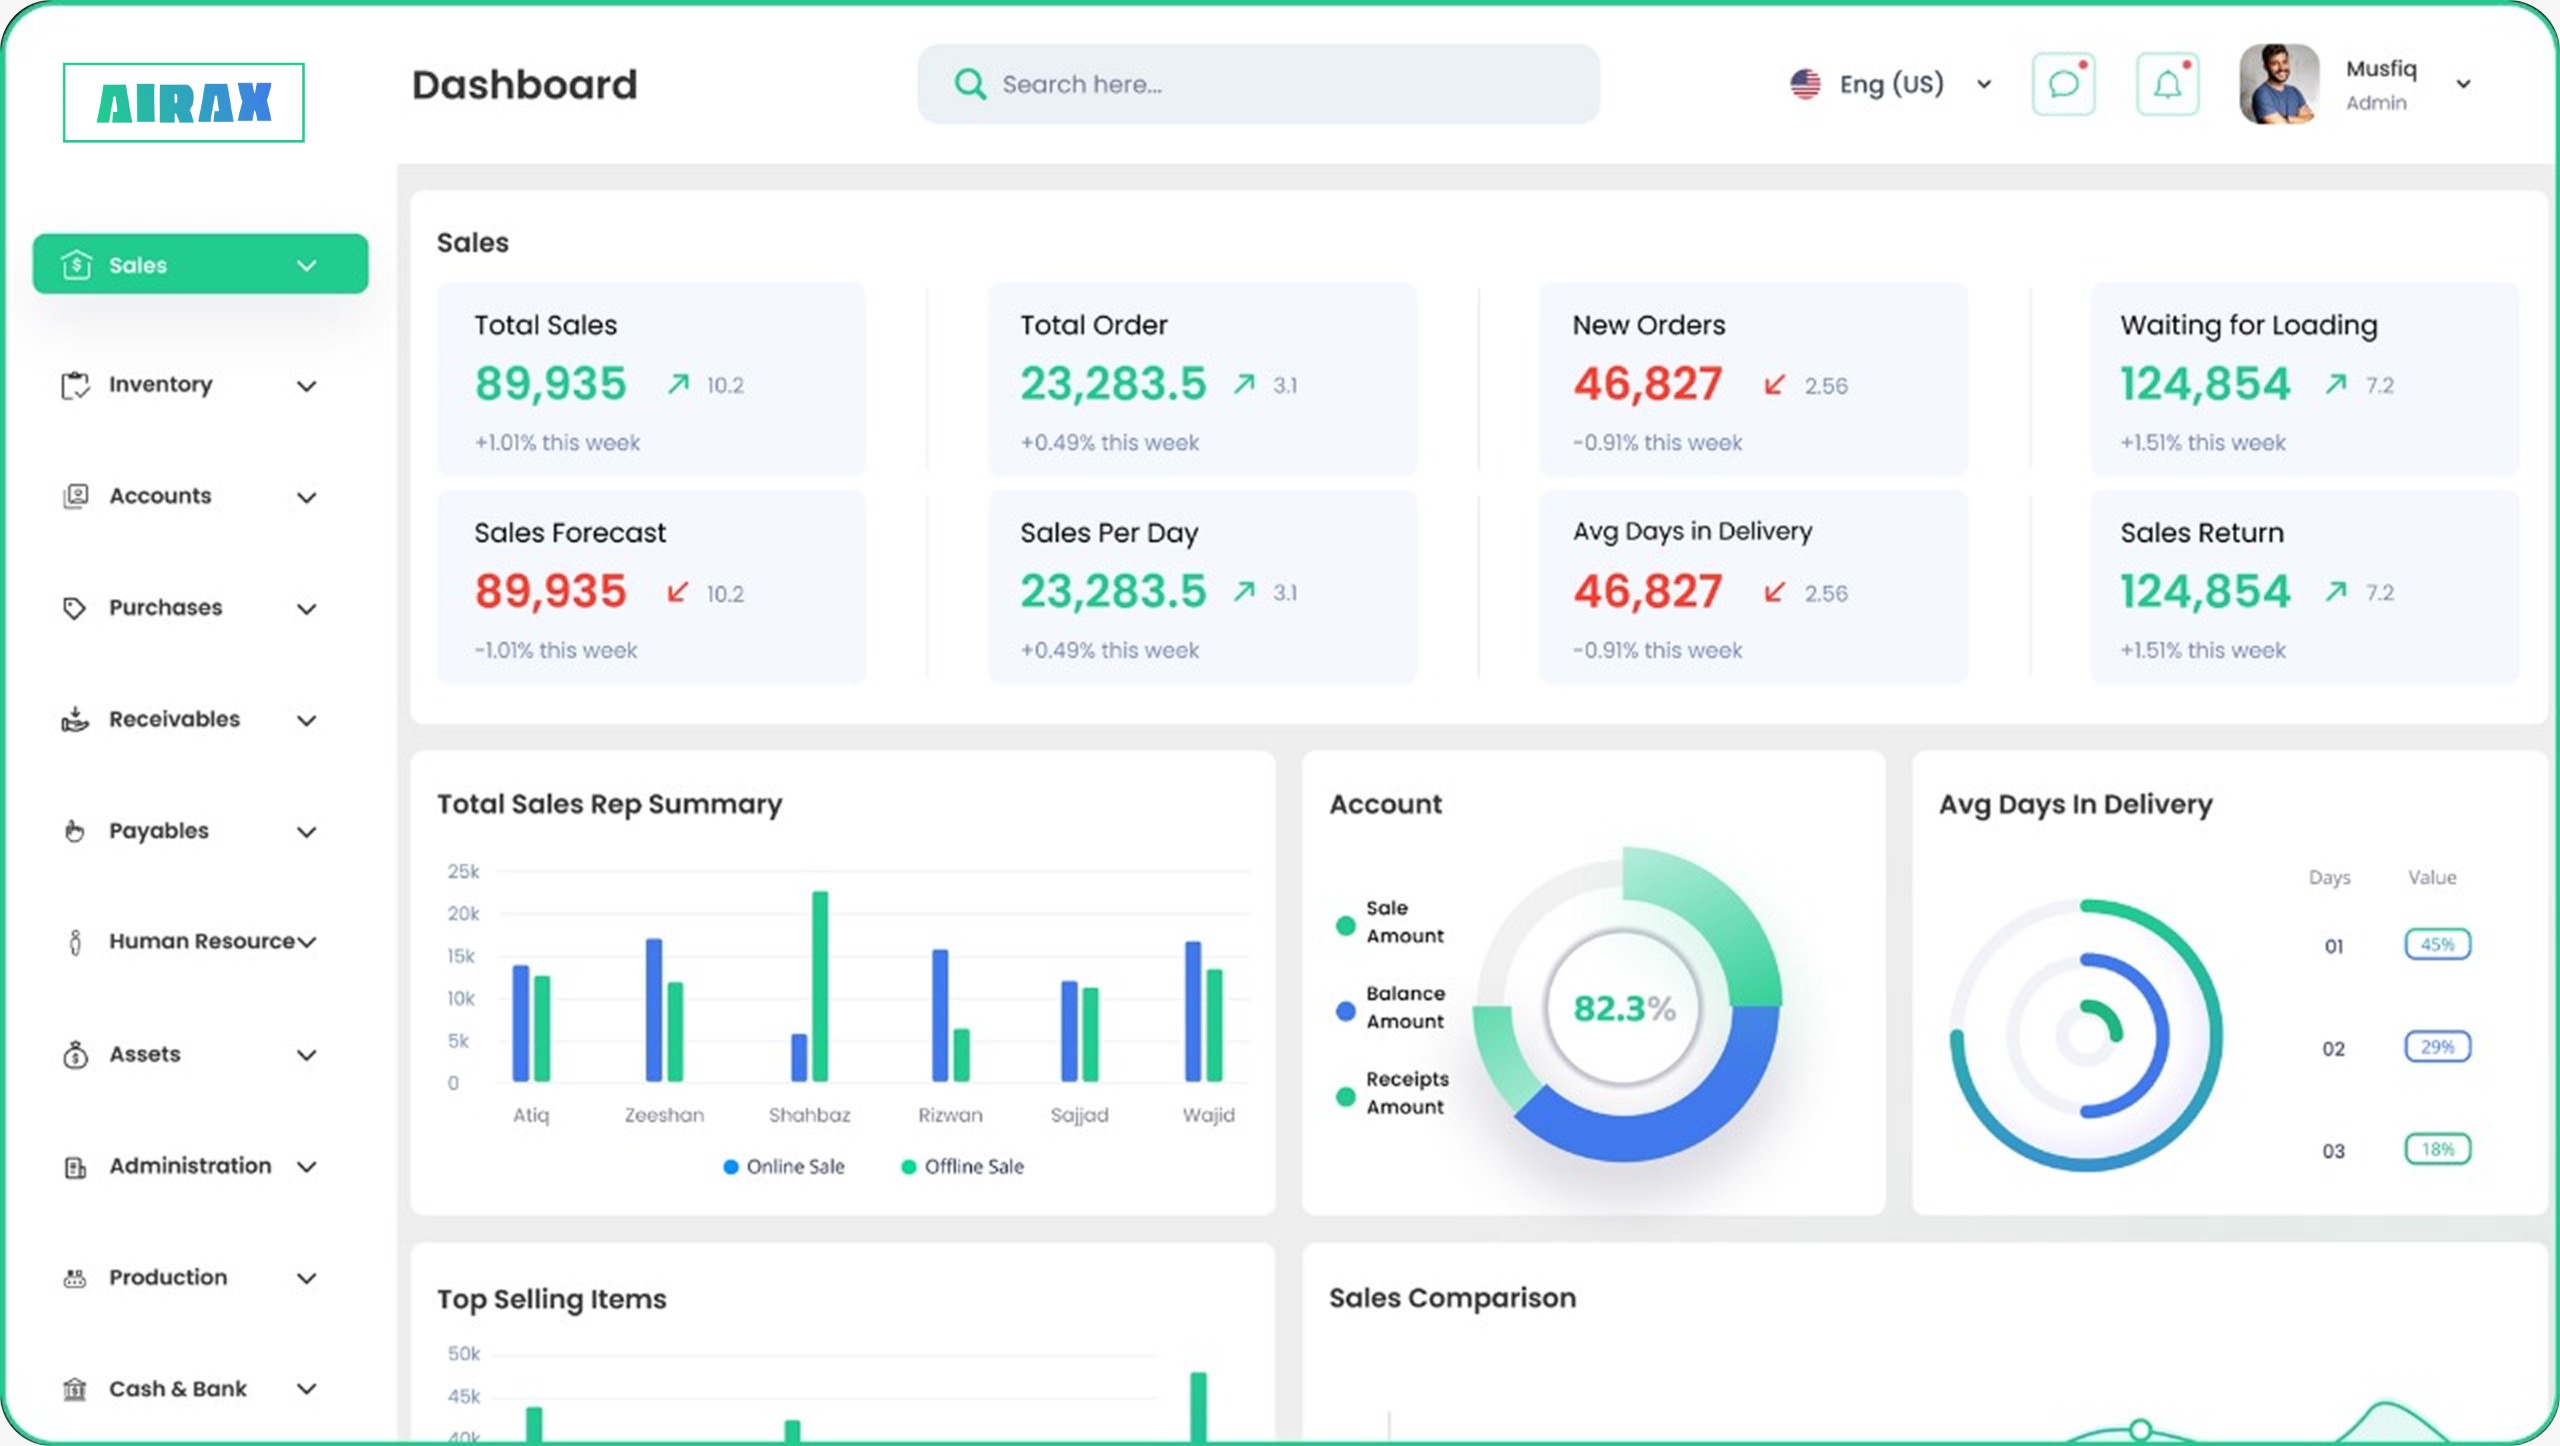 AIRAX
Dashboard
Search here...
Eng (US)
Musfiq
Admin
Sales
Inventory
Accounts
Purchases
Receivables
Payables
Human Resource
Assets
Administration
Production
Cash & Bank
Sales
Total Sales
89,935 10.2
+1.01% this week
Total Order
23,283.5 3.1
+0.49% this week
New Orders
46,827 2.56
-0.91% this week
Waiting for Loading
124,854 7.2
+1.51% this week
Sales Forecast
89,935 10.2
-1.01% this week
Sales Per Day
23,283.5 3.1
+0.49% this week
Avg Days in Delivery
46,827 2.56
-0.91% this week
Sales Return
124,854 7.2
+1.51% this week
Total Sales Rep Summary
25k
20k
15k
10k
5k
0
Atiq Zeeshan Shahbaz Rizwan Sajjad Wajid
Online Sale Offline Sale
Account
Sale
Amount
Balance
Amount
Receipts
Amount
82.3%
Avg Days In Delivery
Days Value
01 45%
02 29%
03 18%
Top Selling Items
50k
45k
40k
Sales Comparison